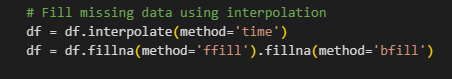 # Fill missing data using interpolation
df = df.interpolate(method='time')
df = df.fillna(method='ffill').fillna(method='bfill')